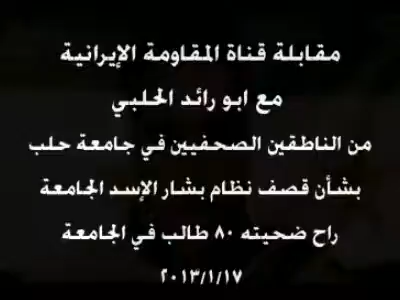 مقابلة قناة المقاومة الإيرانية
مع ابو رائد الحلبي
من الناطقين الصحفيين في جامعة حلب
بشأن قصف نظام بشار الإسد الجامعة
راح ضحيته ٨٠ طالب في الجامعة
٢٠١٣/١/١٧